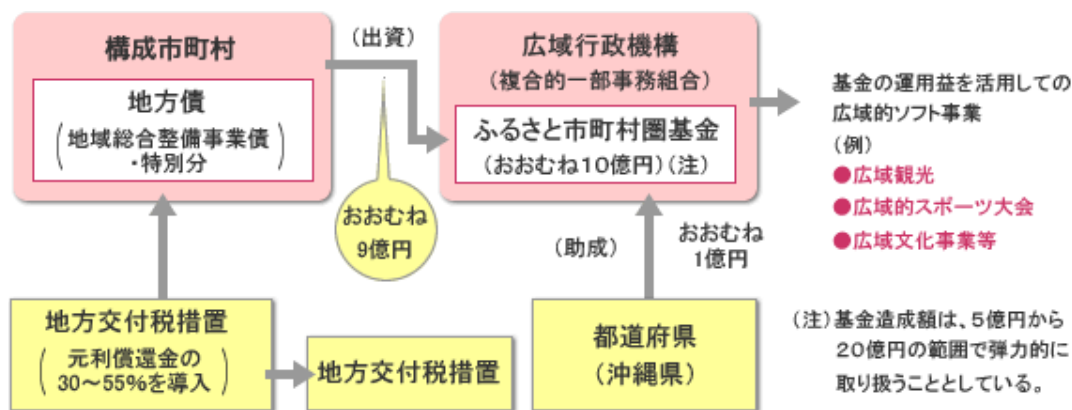 構成市町村
地方債
(地域総合整備事業債
・特別分)
(出資)
おおむね
9億円
広域行政機構
(複合的一部事務組合)
ふるさと市町村圏基金
(おおむね10億円)(注)
基金の運用益を活用しての
広域的ソフト事業
(例)
●広域観光
●広域的スポーツ大会
●広域文化事業等
(助成)
おおむね
1億円
地方交付税措置
(元利償還金の
30~55%を導入)
地方交付税措置
都道府県
(沖縄県)
(注)基金造成額は、5億円から
20億円の範囲で弾力的に
取り扱うこととしている。